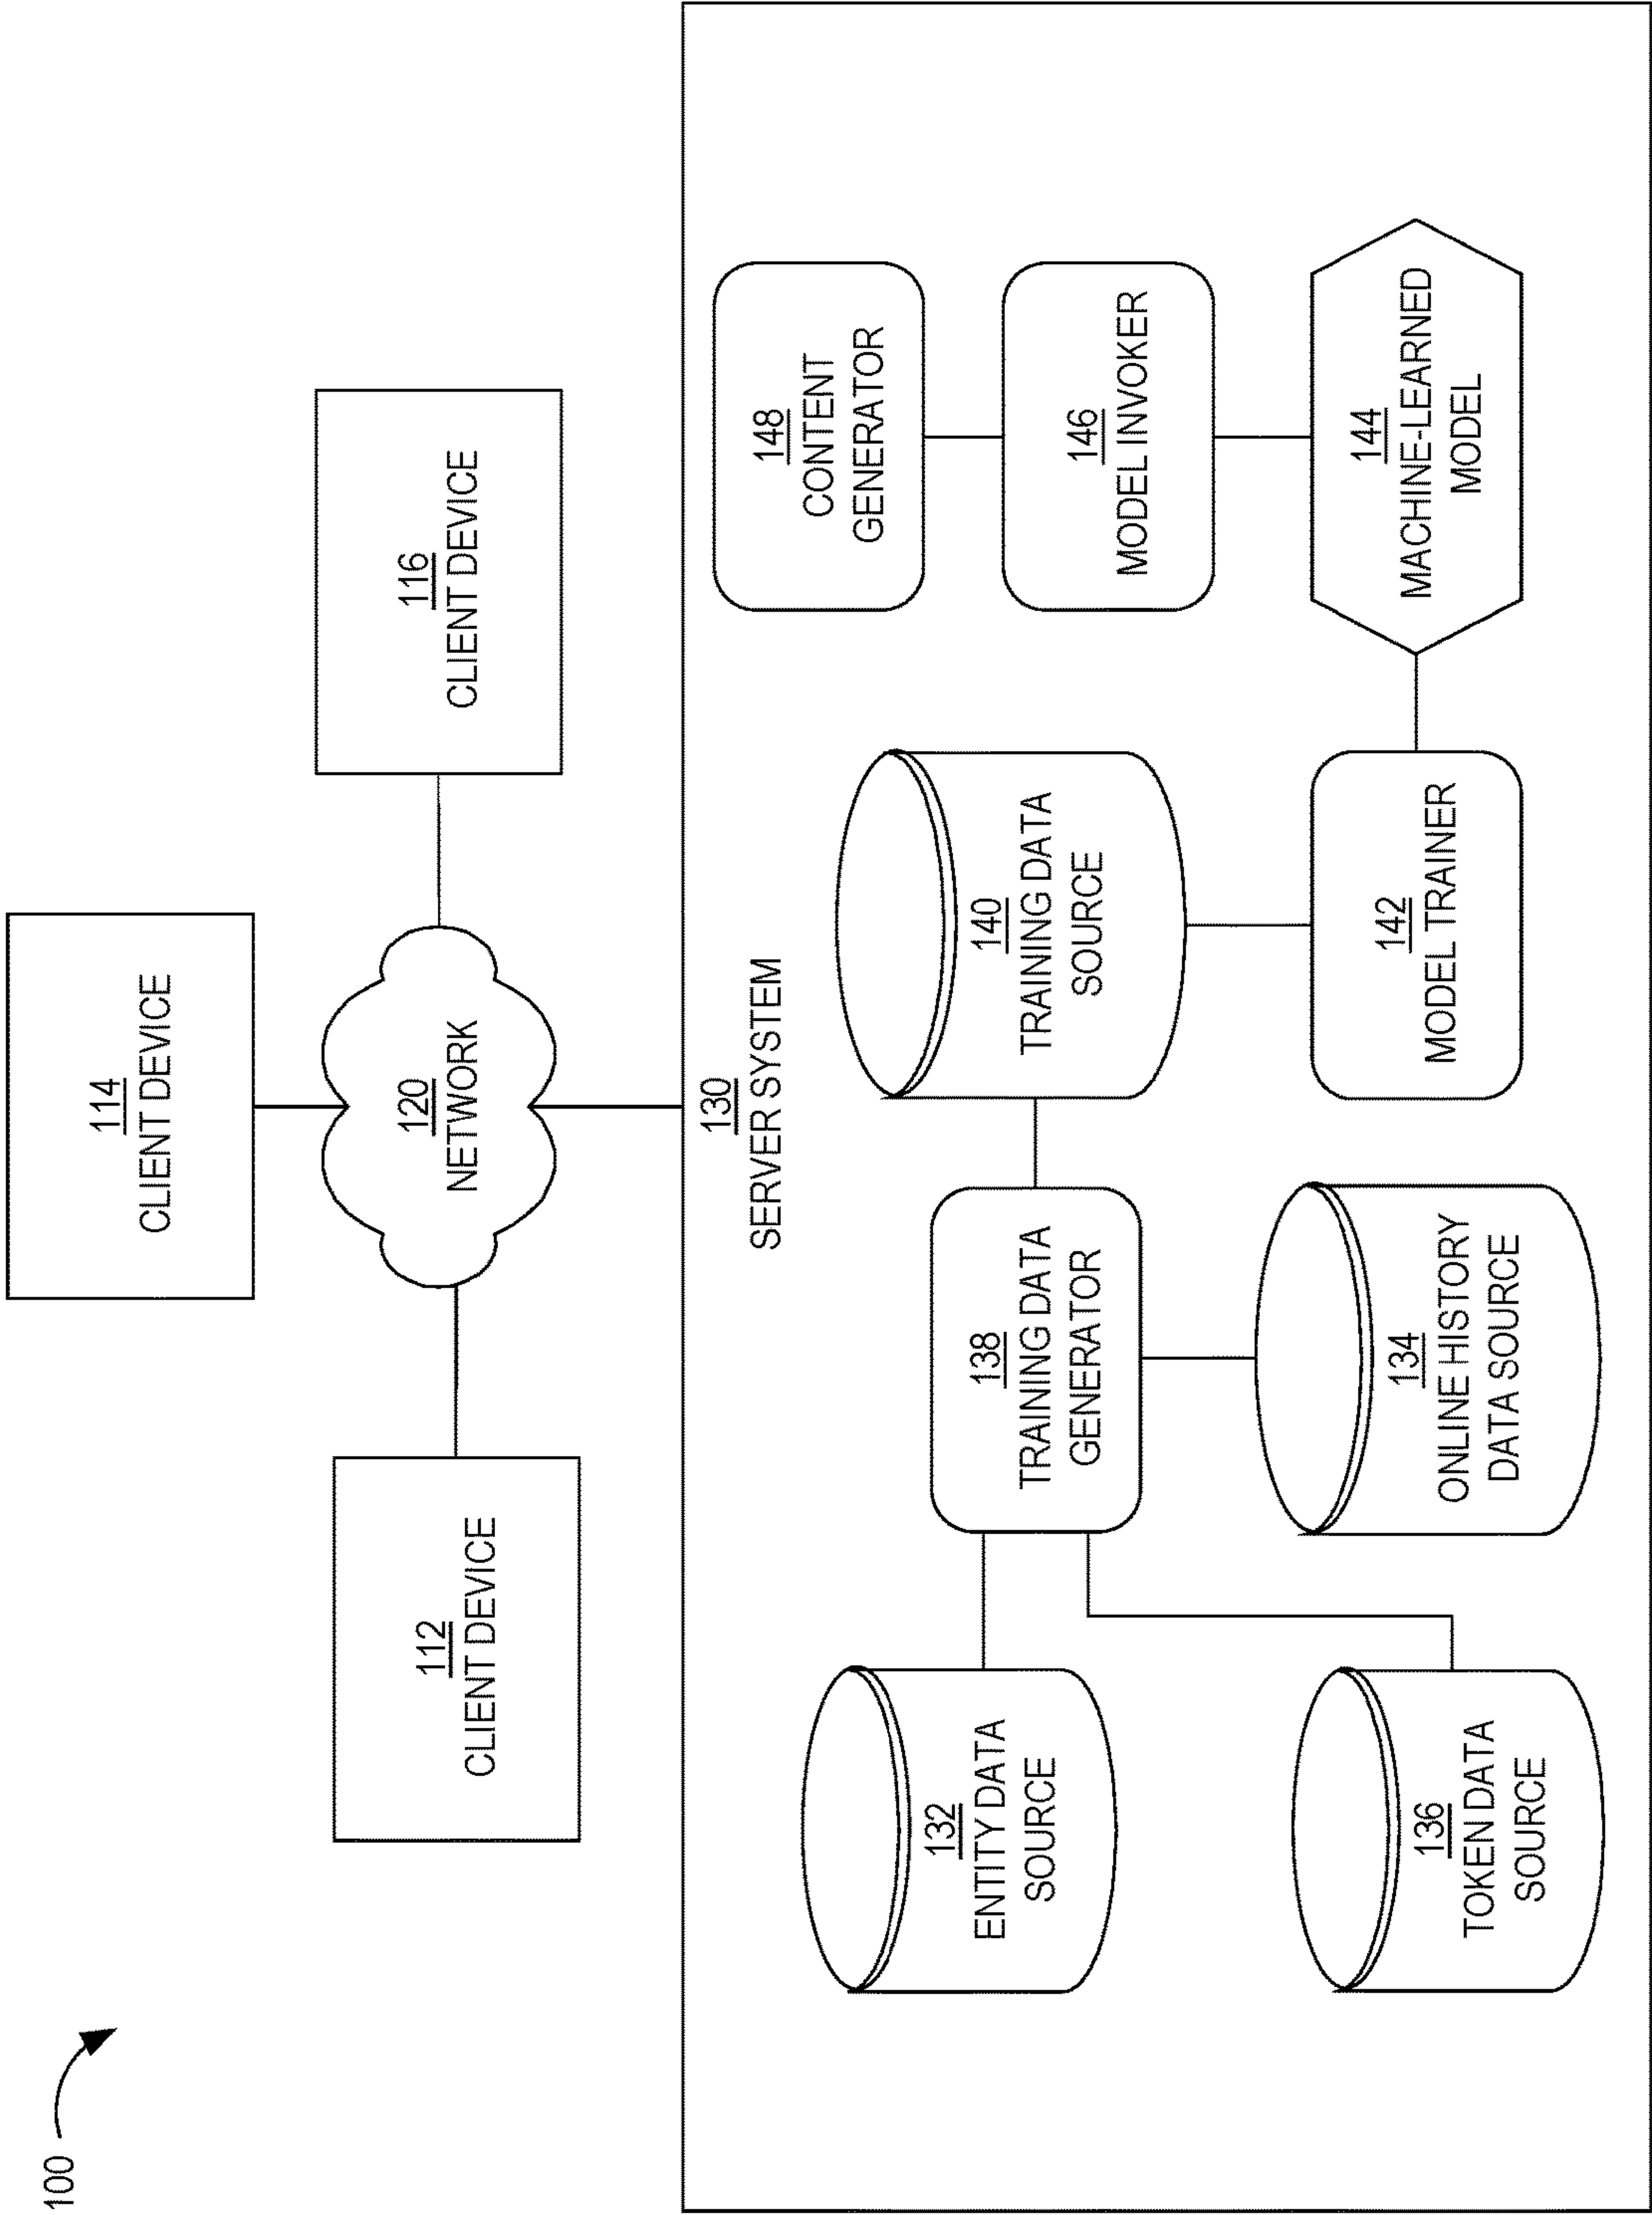 100
114
CLIENT DEVICE
112
CLIENT DEVICE
120
NETWORK
116
CLIENT DEVICE
130
SERVER SYSTEM
132
ENTITY DATA
SOURCE
138
TRAINING DATA
GENERATOR
140
TRAINING DATA
SOURCE
148
CONTENT
GENERATOR
146
MODEL INVOKER
136
TOKEN DATA
SOURCE
134
ONLINE HISTORY
DATA SOURCE
142
MODEL TRAINER
144
MACHINE-LEARNED
MODEL